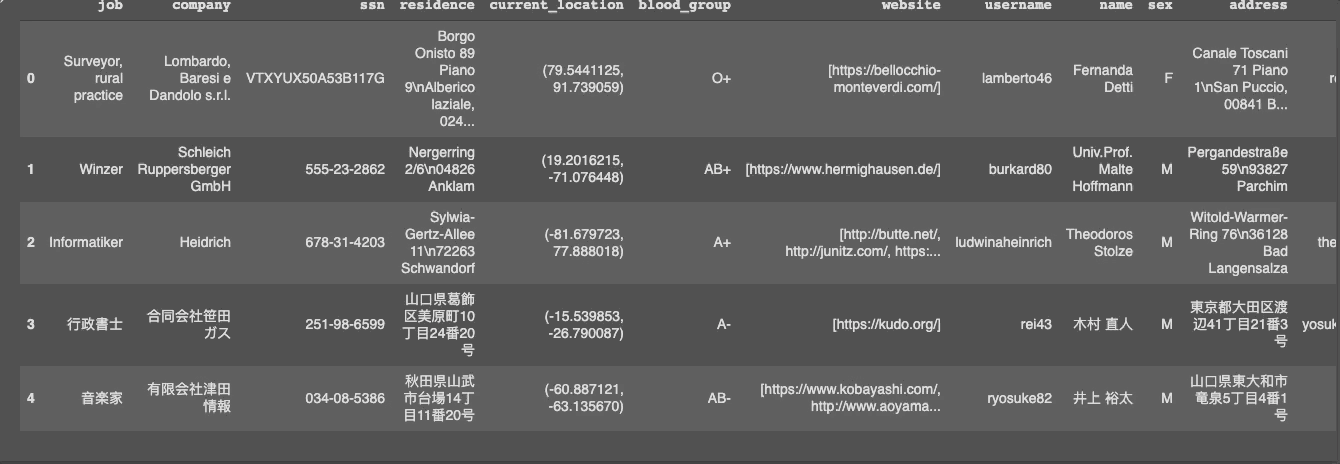 job company ssn residence current_location blood_group website username name sex address
0 Surveyor, rural practice Lombardo, Baresi e Dandolo s.r.l. VTXYUX50A53B117G Borgo Onisto 89 Piano 9\nAlberico laziale, 024... (79.5441125, 91.739059) O+ [https://bellocchio-monteverdi.com/] lamberto46 Fernanda Detti F Canale Toscani 71 Piano 1\nSan Puccio, 00841 B...
1 Winzer Schleich Ruppersberger GmbH 555-23-2862 Nergerring 2/6\n04826 Anklam (19.2016215, -71.076448) AB+ [https://www.hermighausen.de/] burkard80 Univ.Prof. Malte Hoffmann M Pergandestraße 59\n93827 Parchim
2 Informatiker Heidrich 678-31-4203 Sylwia-Gertz-Allee 11\n72263 Schwandorf (-81.679723, 77.888018) A+ [http://butte.net/, http://junitz.com/, https:... ludwinaheinrich Theodoros Stolze M Witold-Warmer-Ring 76\n36128 Bad Langensalza the
3 行政書士 合同会社笹田ガス 251-98-6599 山口県葛飾区美原町10丁目24番20号 (-15.539853, -26.790087) A- [https://kudo.org/] rei43 木村 直人 M 東京都大田区渡辺41丁目21番3号 yosuk
4 音楽家 有限会社津田情報 034-08-5386 秋田県山武市台場14丁目11番20号 (-60.887121, -63.135670) AB- [https://www.kobayashi.com/, http://www.aoyama... ryosuke82 井上 裕太 M 山口県東大和市竜泉5丁目4番1号